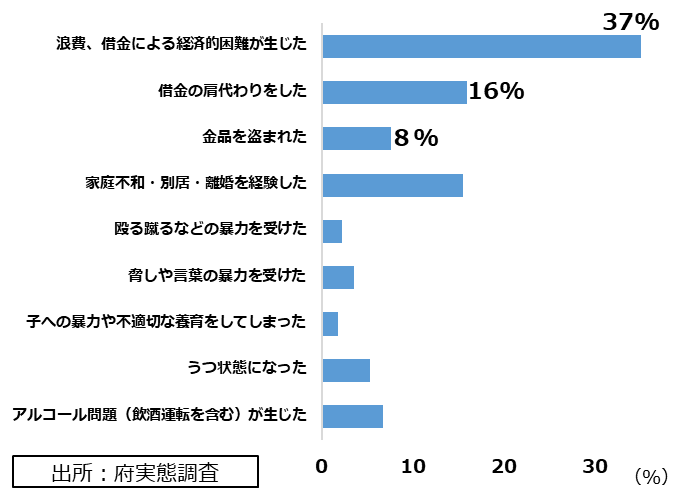 37%
浪費、借金による経済的困難が生じた
借金の肩代わりをした
16%
金品を盗まれた
8%
家庭不和・別居・離婚を経験した
殴る蹴るなどの暴力を受けた
脅しや言葉の暴力を受けた
子への暴力や不適切な養育をしてしまった
うつ状態になった
アルコール問題（飲酒運転を含む）が生じた
0 10 20 30
(%)
出所：府実態調査